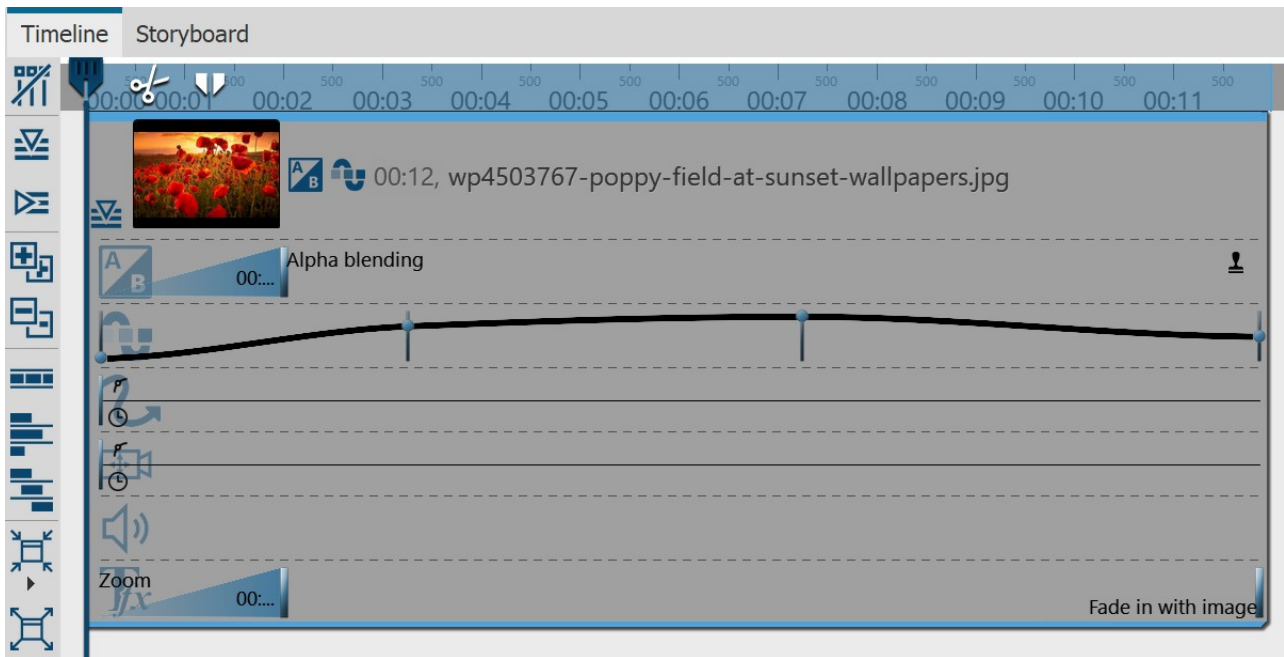 Timeline Storyboard
500 500 500 500 500 500 500 500 500 500 500 500
00:00 00:01 00:02 00:03 00:04 00:05 00:06 00:07 00:08 00:09 00:10 00:11
A B 00:12, wp4503767-poppy-field-at-sunset-wallpapers.jpg
A B 00:... Alpha blending
Zoom
fx 00:... Fade in with image